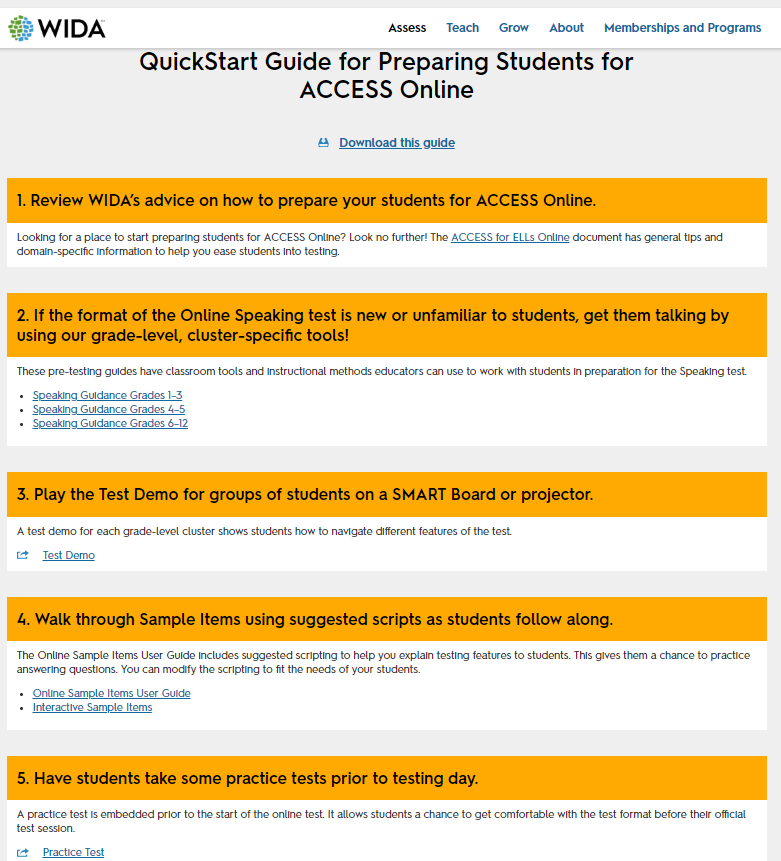 WIDA
Assess Teach Grow About Memberships and Programs
QuickStart Guide for Preparing Students for
ACCESS Online
Download this guide
1. Review WIDA's advice on how to prepare your students for ACCESS Online.
Looking for a place to start preparing students for ACCESS Online? Look no further! The ACCESS for ELLs Online document has general tips and
domain-specific information to help you ease students into testing.
2. If the format of the Online Speaking test is new or unfamiliar to students, get them talking by
using our grade-level, cluster-specific tools!
These pre-testing guides have classroom tools and instructional methods educators can use to work with students in preparation for the Speaking test.
• Speaking Guidance Grades 1–3
• Speaking Guidance Grades 4–5
• Speaking Guidance Grades 6–12
3. Play the Test Demo for groups of students on a SMART Board or projector.
A test demo for each grade-level cluster shows students how to navigate different features of the test.
Test Demo
4. Walk through Sample Items using suggested scripts as students follow along.
The Online Sample Items User Guide includes suggested scripting to help you explain testing features to students. This gives them a chance to practice
answering questions. You can modify the scripting to fit the needs of your students.
• Online Sample Items User Guide
• Interactive Sample Items
5. Have students take some practice tests prior to testing day.
A practice test is embedded prior to the start of the online test. It allows students a chance to get comfortable with the test format before their official
test session.
Practice Test